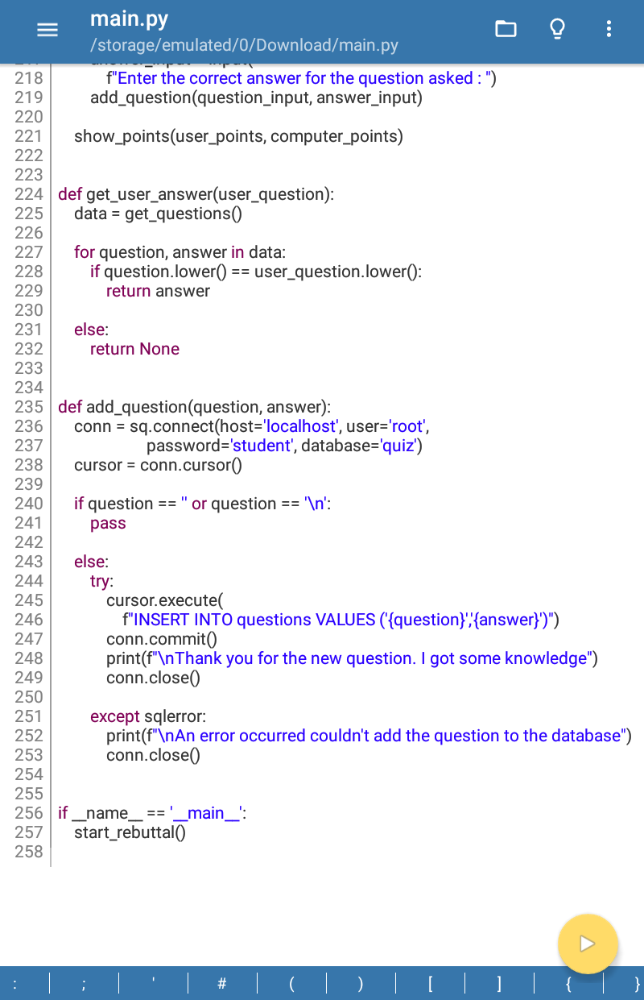 main.py
/storage/emulated/0/Download/main.py
218 f"Enter the correct answer for the question asked : ")
219 add_question(question_input, answer_input)
220
221 show_points(user_points, computer_points)
222
223
224 def get_user_answer(user_question):
225 data = get_questions()
226
227 for question, answer in data:
228 if question.lower() == user_question.lower():
229 return answer
230
231 else:
232 return None
233
234
235 def add_question(question, answer):
236 conn = sq.connect(host='localhost', user='root',
237 password='student', database='quiz')
238 cursor = conn.cursor()
239
240 if question == '' or question == '\n':
241 pass
242
243 else:
244 try:
245 cursor.execute(
246 f"INSERT INTO questions VALUES ('{question}','{answer}')")
247 conn.commit()
248 print(f"\nThank you for the new question. I got some knowledge")
249 conn.close()
250
251 except sqlerror:
252 print(f"\nAn error occurred couldn't add the question to the database")
253 conn.close()
254
255
256 if __name__ == '__main__':
257 start_rebuttal()
258
: ; ' # ( ) [ ] { }